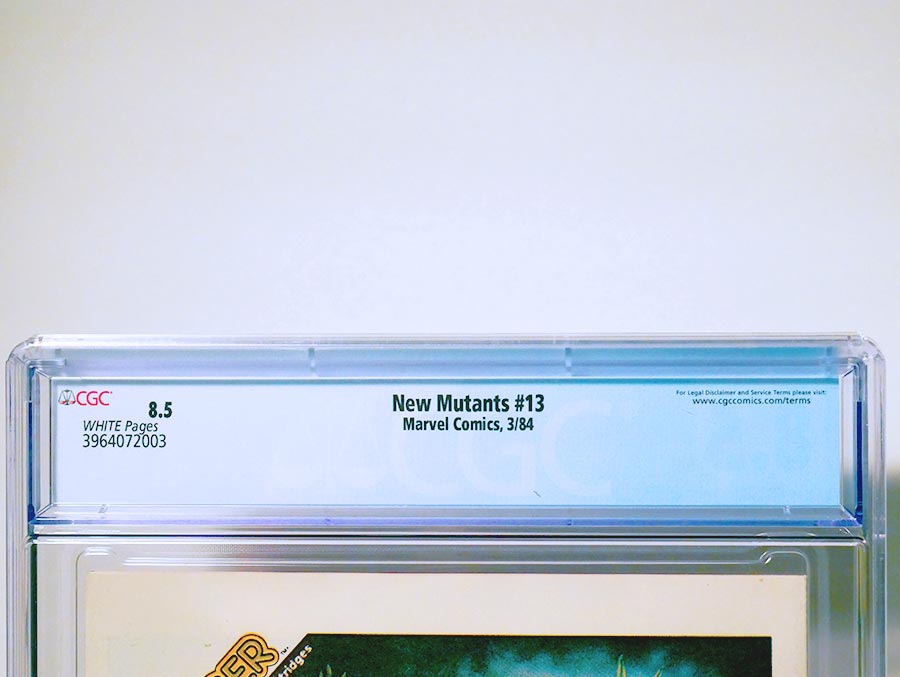 CGC
8.5
WHITE Pages
3964072003
New Mutants #13
Marvel Comics, 3/84
For Legal Disclaimer and Service Terms please visit:
www.cgccomics.com/terms
CGC